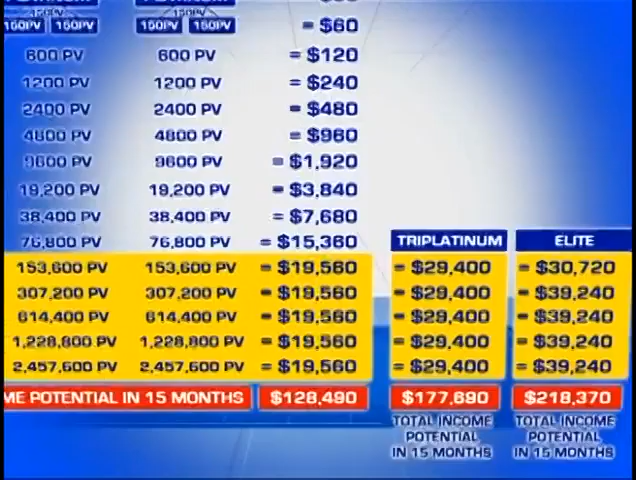 150PV 150PV 150PV 150PV = $60
600 PV 600 PV = $120
1200 PV 1200 PV = $240
2400 PV 2400 PV = $480
4800 PV 4800 PV = $960
9600 PV 9600 PV = $1,920
19,200 PV 19,200 PV = $3,840
38,400 PV 38,400 PV = $7,680
76,800 PV 76,800 PV = $15,360 TRIPLATINUM ELITE
153,600 PV 153,600 PV = $19,560 = $29,400 = $30,720
307,200 PV 307,200 PV = $19,560 = $29,400 = $39,240
614,400 PV 614,400 PV = $19,560 = $29,400 = $39,240
1,228,800 PV 1,228,800 PV = $19,560 = $29,400 = $39,240
2,457,600 PV 2,457,600 PV = $19,560 = $29,400 = $39,240
ME POTENTIAL IN 15 MONTHS $128,490 $177,690 $218,370
TOTAL INCOME TOTAL INCOME
POTENTIAL POTENTIAL
IN 15 MONTHS IN 15 MONTHS